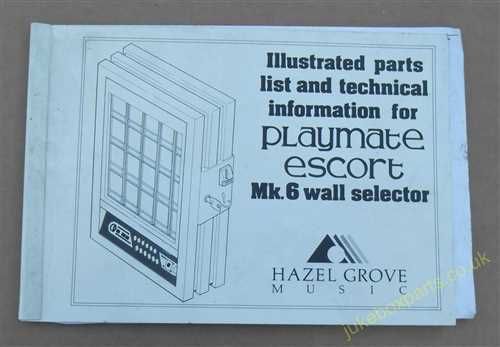 Illustrated parts
list and technical
information for
playmate
escort
Mk.6 wall selector
HAZEL GROVE
MUSIC
jukeboxparts.co.uk